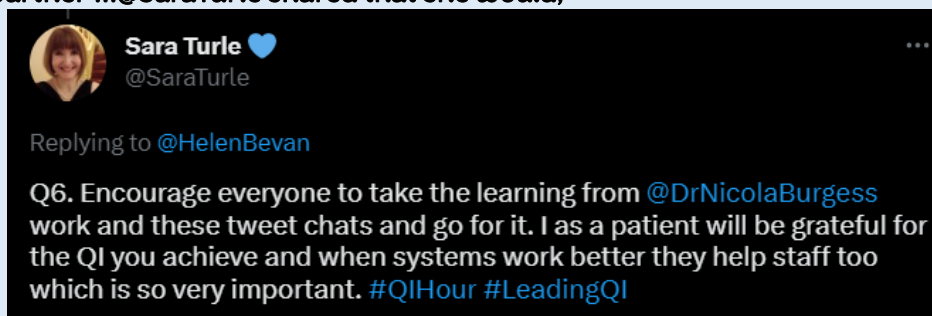 Sara Turle 💙
@SaraTurle
Replying to @HelenBevan
Q6. Encourage everyone to take the learning from @DrNicolaBurgess
work and these tweet chats and go for it. I as a patient will be grateful for
the QI you achieve and when systems work better they help staff too
which is so very important. #QIHour #LeadingQI